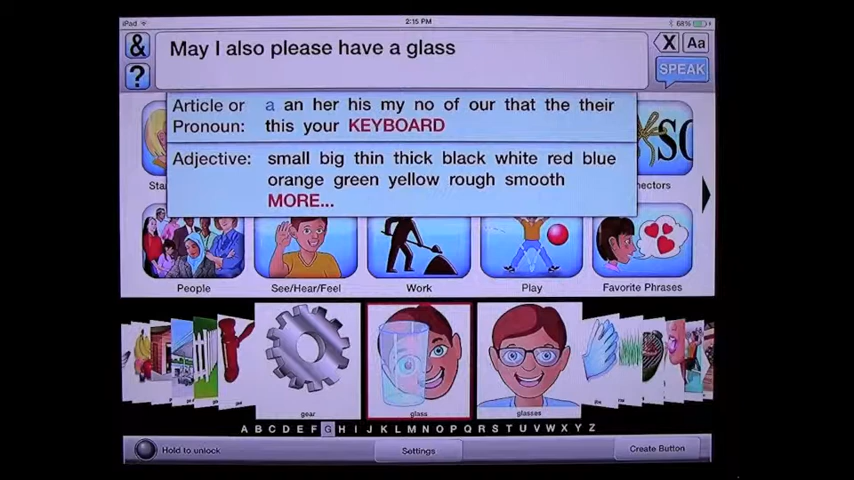 iPad
2:15 PM
68%
&
May I also please have a glass
X
Aa
?
SPEAK
Article or Pronoun:
a an her his my no of our that the their
this your KEYBOARD
Adjective:
small big thin thick black white red blue
orange green yellow rough smooth
MORE...
People
See/Hear/Feel
Work
Play
Favorite Phrases
gear
glass
glasses
A B C D E F G H I J K L M N O P Q R S T U V W X Y Z
Hold to unlock
Settings
Create Button